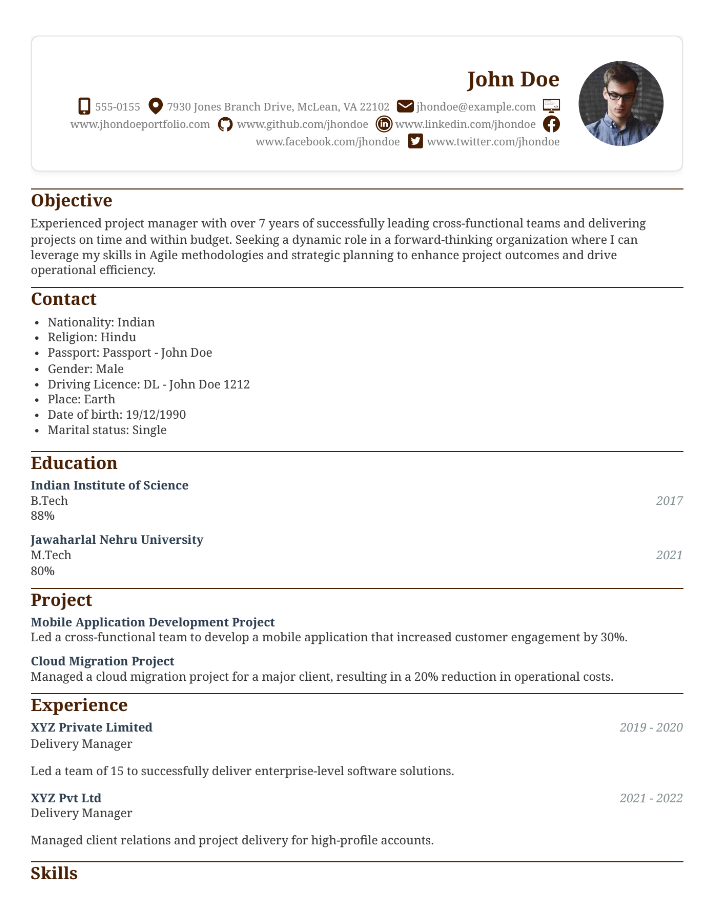 John Doe
555-0155 7930 Jones Branch Drive, McLean, VA 22102 jhondoe@example.com
www.jhondoeportfolio.com www.github.com/jhondoe www.linkedin.com/jhondoe
www.facebook.com/jhondoe www.twitter.com/jhondoe
Objective
Experienced project manager with over 7 years of successfully leading cross-functional teams and delivering
projects on time and within budget. Seeking a dynamic role in a forward-thinking organization where I can
leverage my skills in Agile methodologies and strategic planning to enhance project outcomes and drive
operational efficiency.
Contact
• Nationality: Indian
• Religion: Hindu
• Passport: Passport - John Doe
• Gender: Male
• Driving Licence: DL - John Doe 1212
• Place: Earth
• Date of birth: 19/12/1990
• Marital status: Single
Education
Indian Institute of Science
B.Tech 2017
88%
Jawaharlal Nehru University
M.Tech 2021
80%
Project
Mobile Application Development Project
Led a cross-functional team to develop a mobile application that increased customer engagement by 30%.
Cloud Migration Project
Managed a cloud migration project for a major client, resulting in a 20% reduction in operational costs.
Experience
XYZ Private Limited 2019 - 2020
Delivery Manager
Led a team of 15 to successfully deliver enterprise-level software solutions.
XYZ Pvt Ltd 2021 - 2022
Delivery Manager
Managed client relations and project delivery for high-profile accounts.
Skills